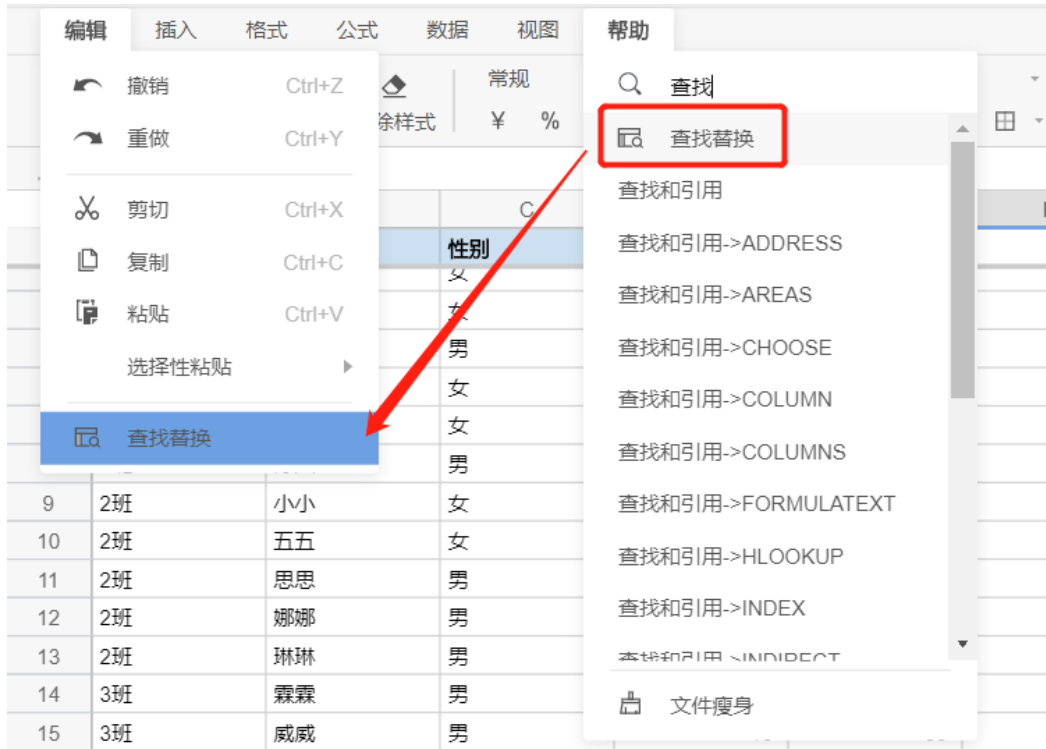 编辑 插入 格式 公式 数据 视图 帮助
撤销 Ctrl+Z
重做 Ctrl+Y
剪切 Ctrl+X
复制 Ctrl+C
粘贴 Ctrl+V
选择性粘贴
查找替换
常规
除样式 ¥ %
查找
查找替换
查找和引用
查找和引用->ADDRESS
查找和引用->AREAS
查找和引用->CHOOSE
查找和引用->COLUMN
查找和引用->COLUMNS
查找和引用->FORMULATEXT
查找和引用->HLOOKUP
查找和引用->INDEX
查找和引用->INDIRECT
文件瘦身
C
性别
女
女
男
女
女
男
9 2班 小小 女
10 2班 五五 女
11 2班 思思 男
12 2班 娜娜 男
13 2班 琳琳 男
14 3班 霖霖 男
15 3班 威威 男